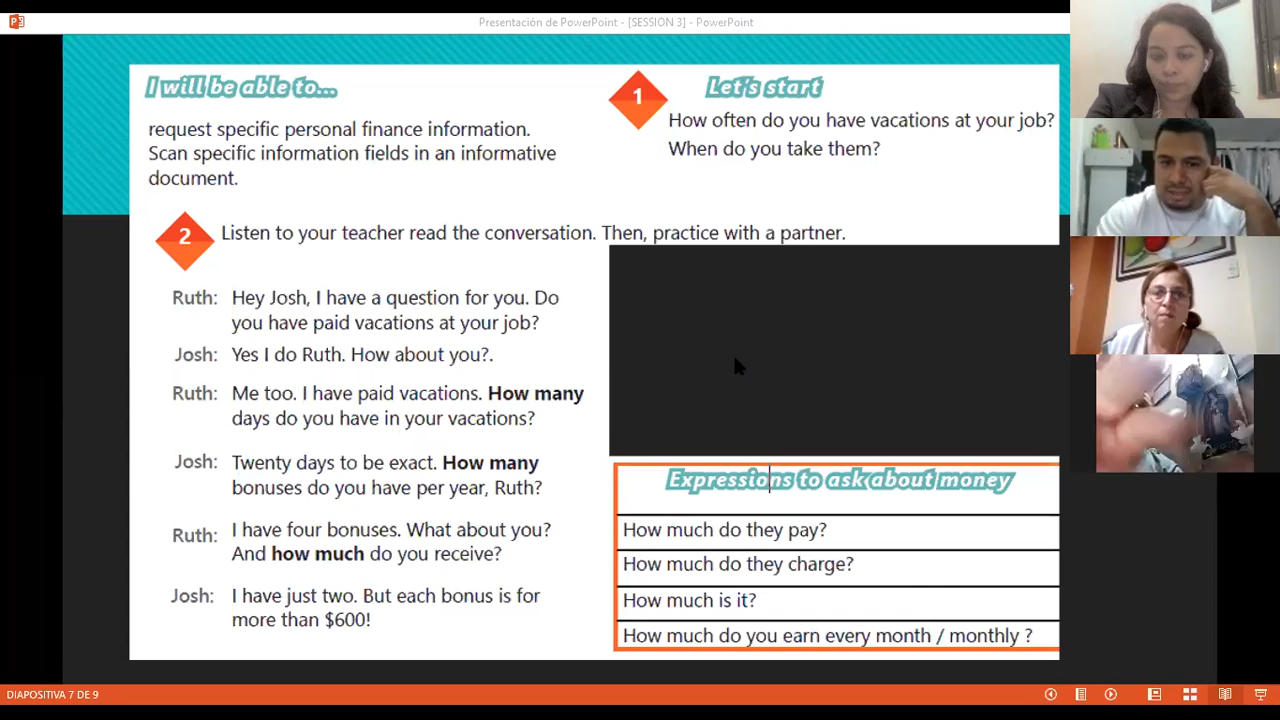 Presentación de PowerPoint - [SESSION 3] - PowerPoint
I will be able to...
request specific personal finance information.
Scan specific information fields in an informative
document.
1
Let's start
How often do you have vacations at your job?
When do you take them?
2
Listen to your teacher read the conversation. Then, practice with a partner.
Ruth: Hey Josh, I have a question for you. Do
you have paid vacations at your job?
Josh: Yes I do Ruth. How about you?.
Ruth: Me too. I have paid vacations. How many
days do you have in your vacations?
Josh: Twenty days to be exact. How many
bonuses do you have per year, Ruth?
Ruth: I have four bonuses. What about you?
And how much do you receive?
Josh: I have just two. But each bonus is for
more than $600!
Expressions to ask about money
How much do they pay?
How much do they charge?
How much is it?
How much do you earn every month / monthly ?
DIAPOSITIVA 7 DE 9